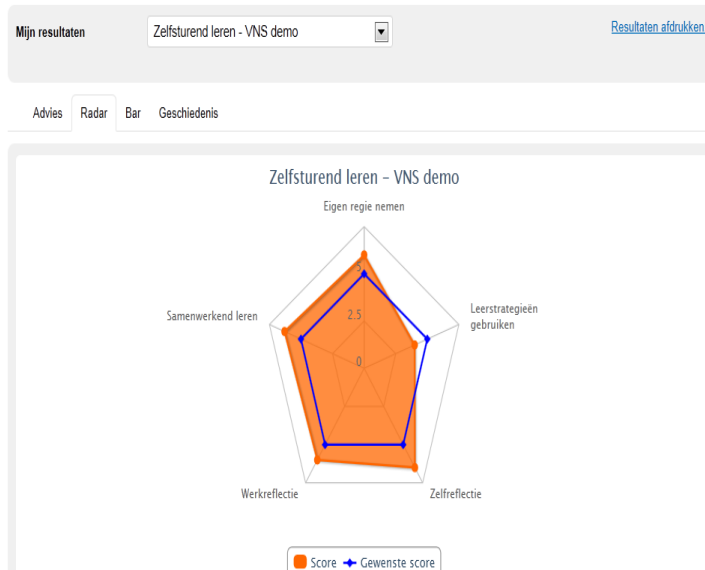 Mijn resultaten
Zelfsturend leren - VNS demo
Resultaten afdrukken
Advies Radar Bar Geschiedenis
Zelfsturend leren – VNS demo
Eigen regie nemen
5
Samenwerkend leren
2.5
Leerstrategieën
gebruiken
0
Werkreflectie
Zelfreflectie
Score Gewenste score